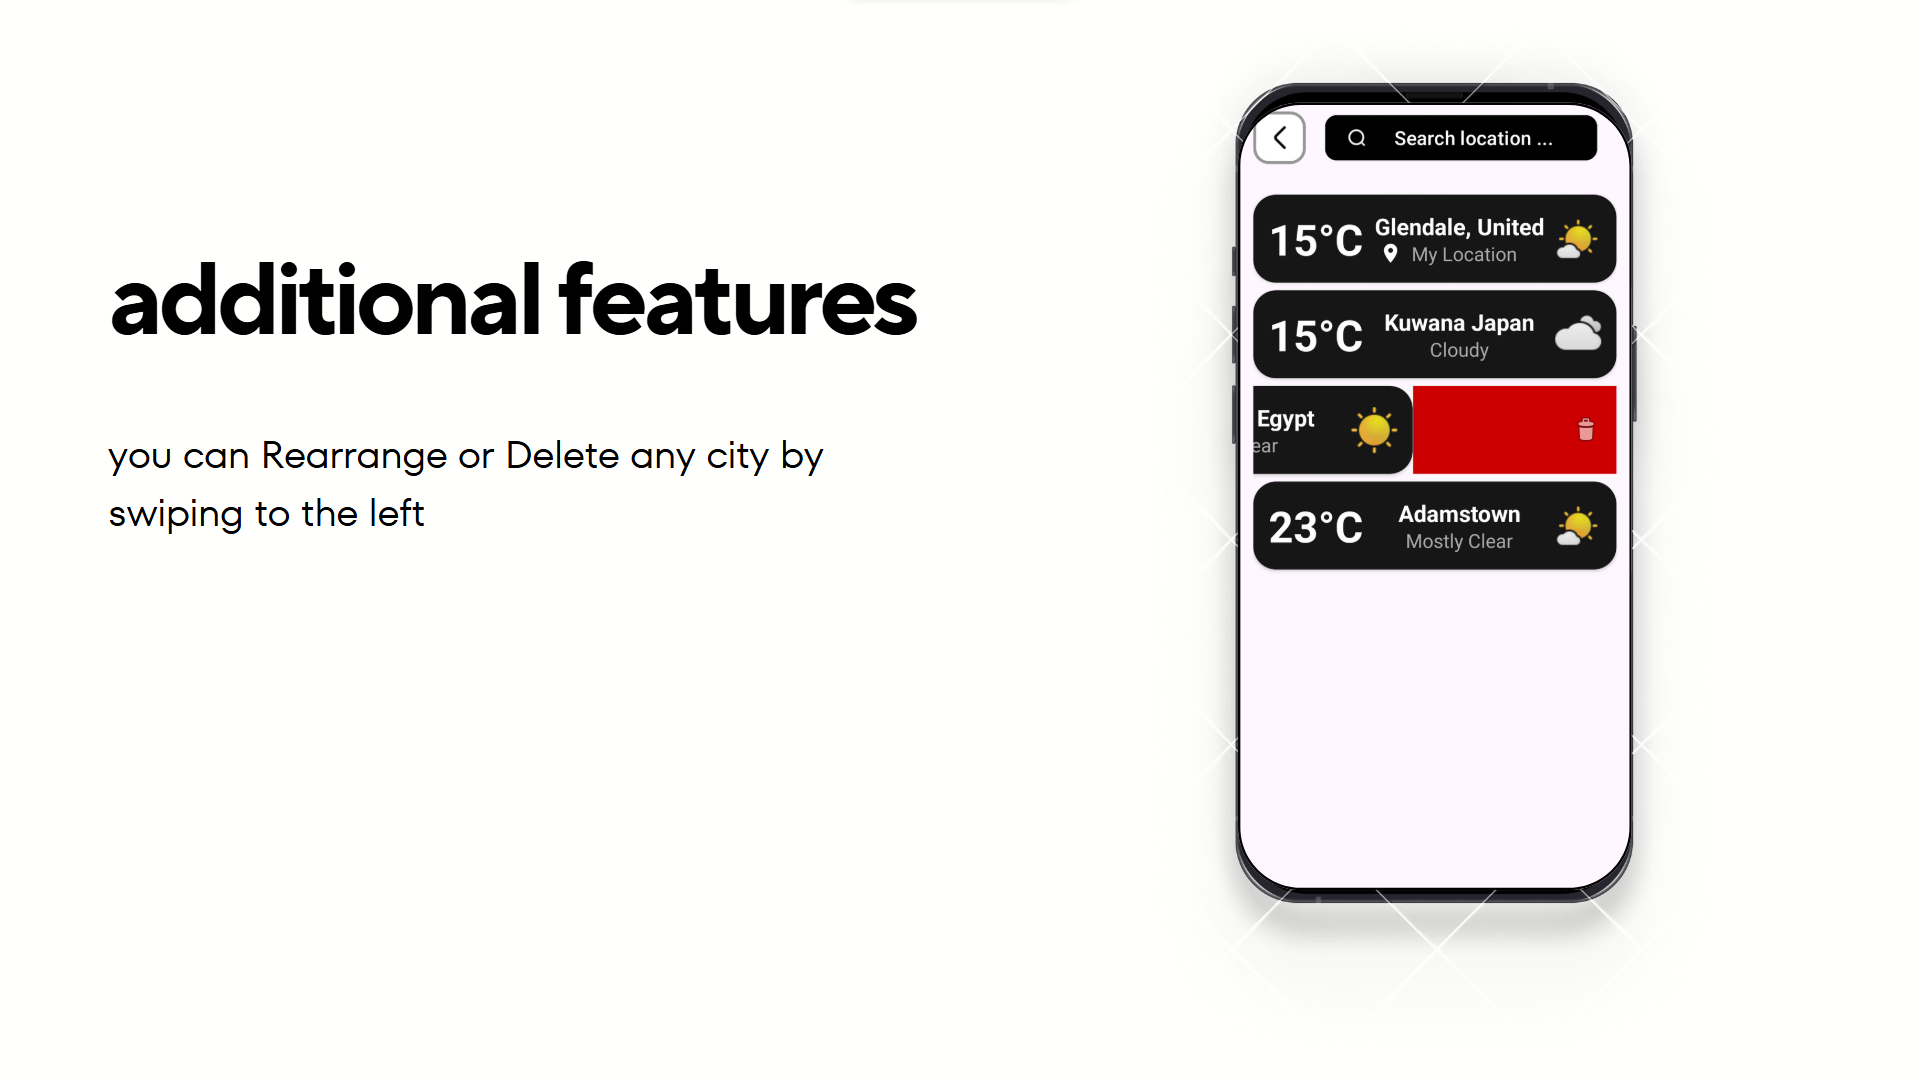 additional features
you can Rearrange or Delete any city by
swiping to the left
Search location ...
15°C
Glendale, United
My Location
15°C
Kuwana Japan
Cloudy
Egypt
ear
23°C
Adamstown
Mostly Clear